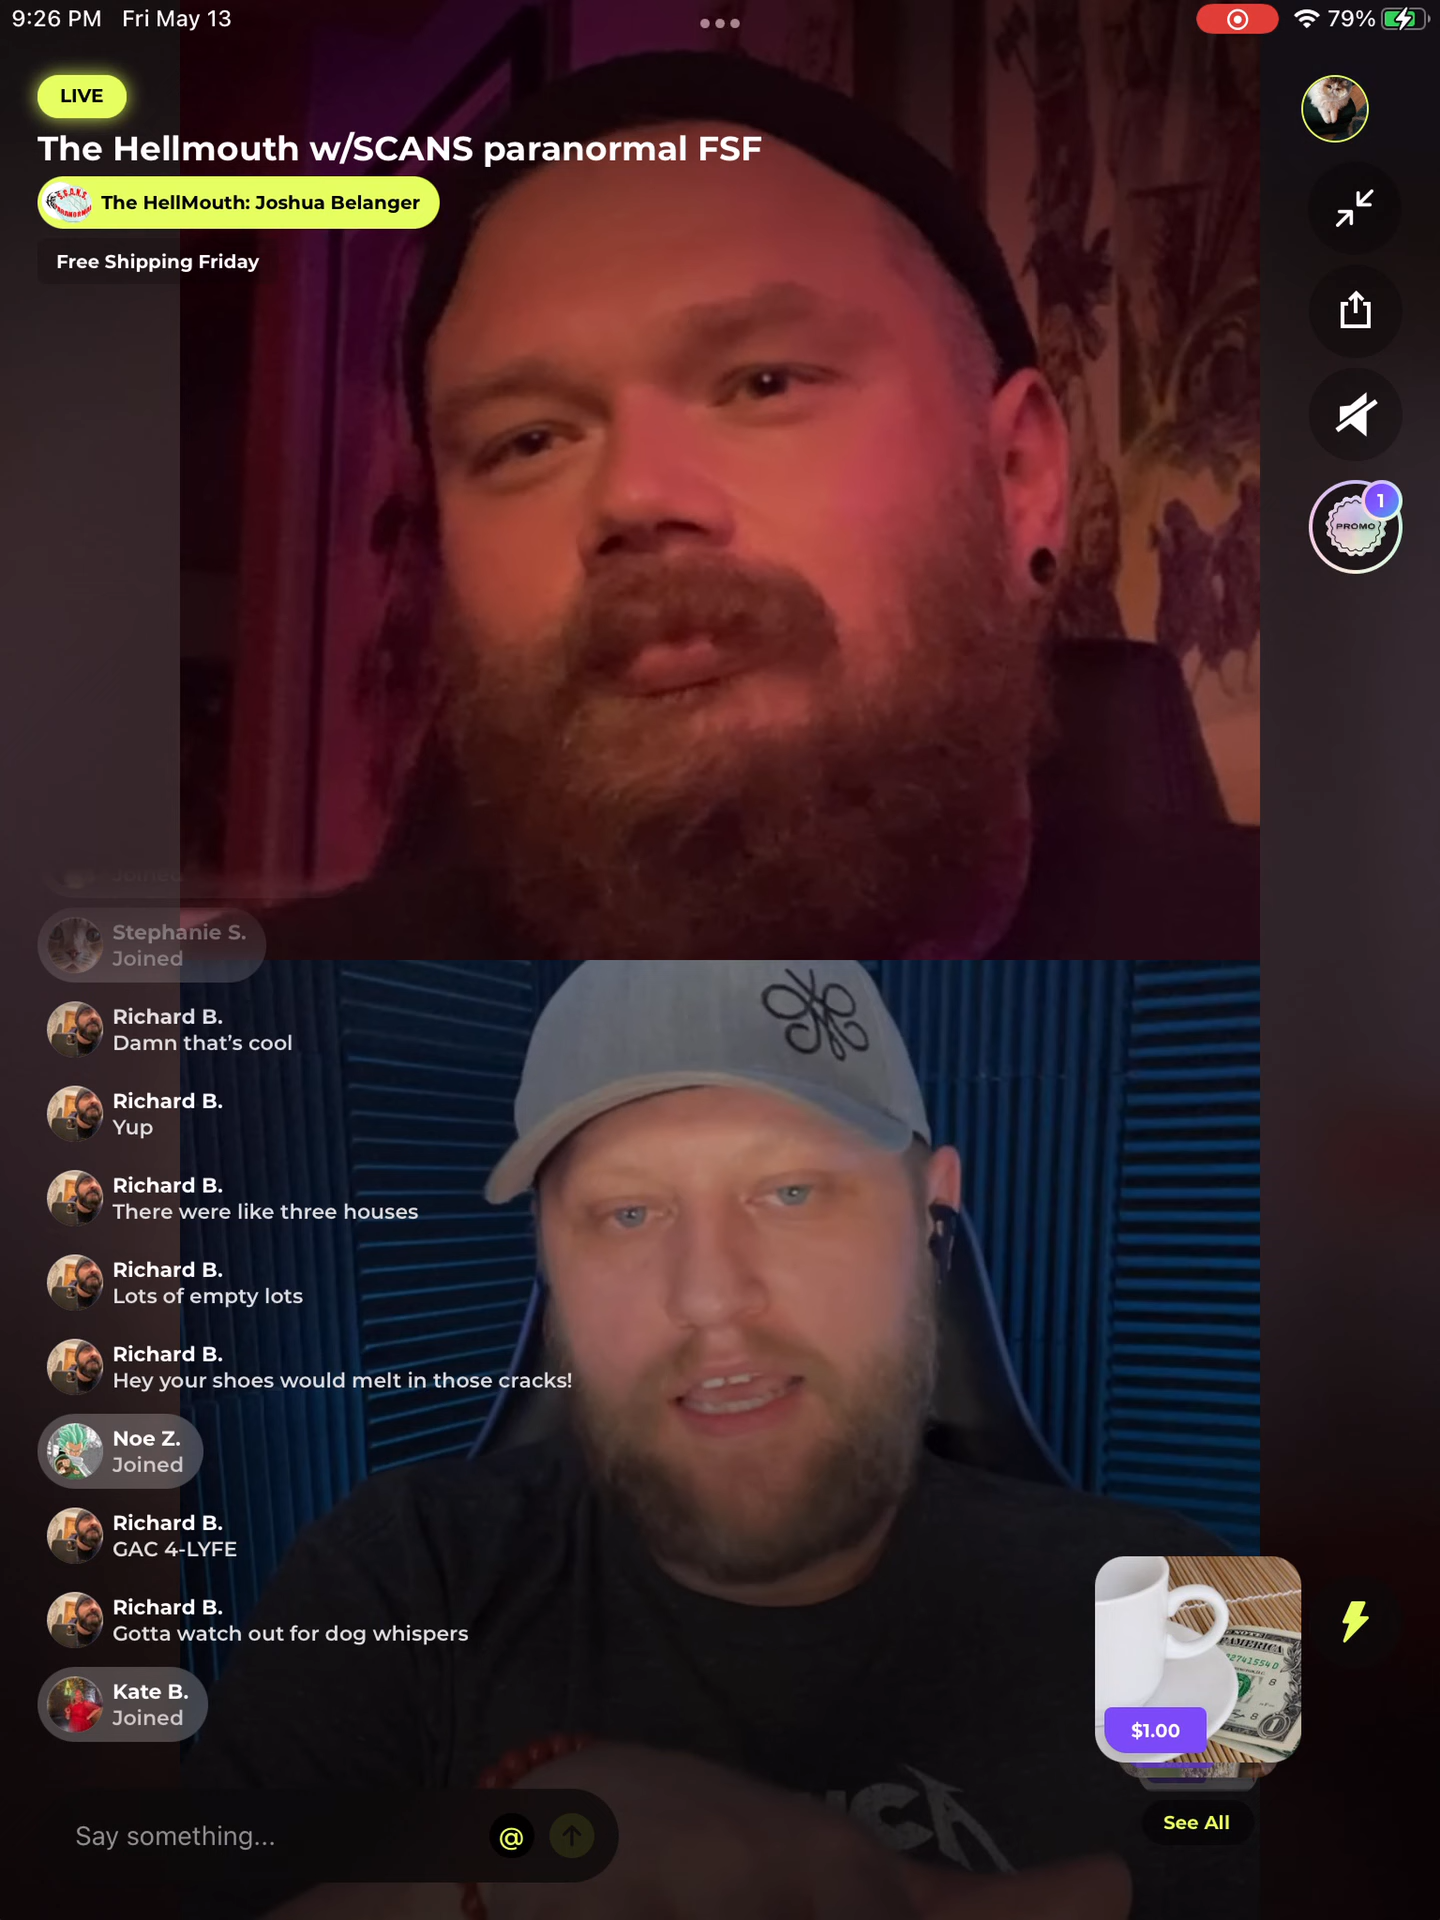 9:26 PM Fri May 13
79%
LIVE
The Hellmouth w/SCANS paranormal FSF
The HellMouth: Joshua Belanger
Free Shipping Friday
1
PROMO
Joined
Stephanie S.
Joined
Richard B.
Damn that’s cool
Richard B.
Yup
Richard B.
There were like three houses
Richard B.
Lots of empty lots
Richard B.
Hey your shoes would melt in those cracks!
Noe Z.
Joined
Richard B.
GAC 4-LYFE
Richard B.
Gotta watch out for dog whispers
Kate B.
Joined
$1.00
Say something...
@
See All